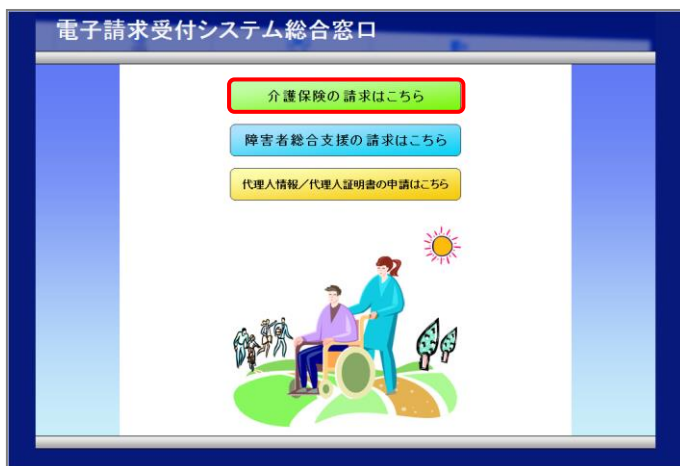 電子請求受付システム総合窓口
介護保険の請求はこちら
障害者総合支援の請求はこちら
代理人情報／代理人証明書の申請はこちら